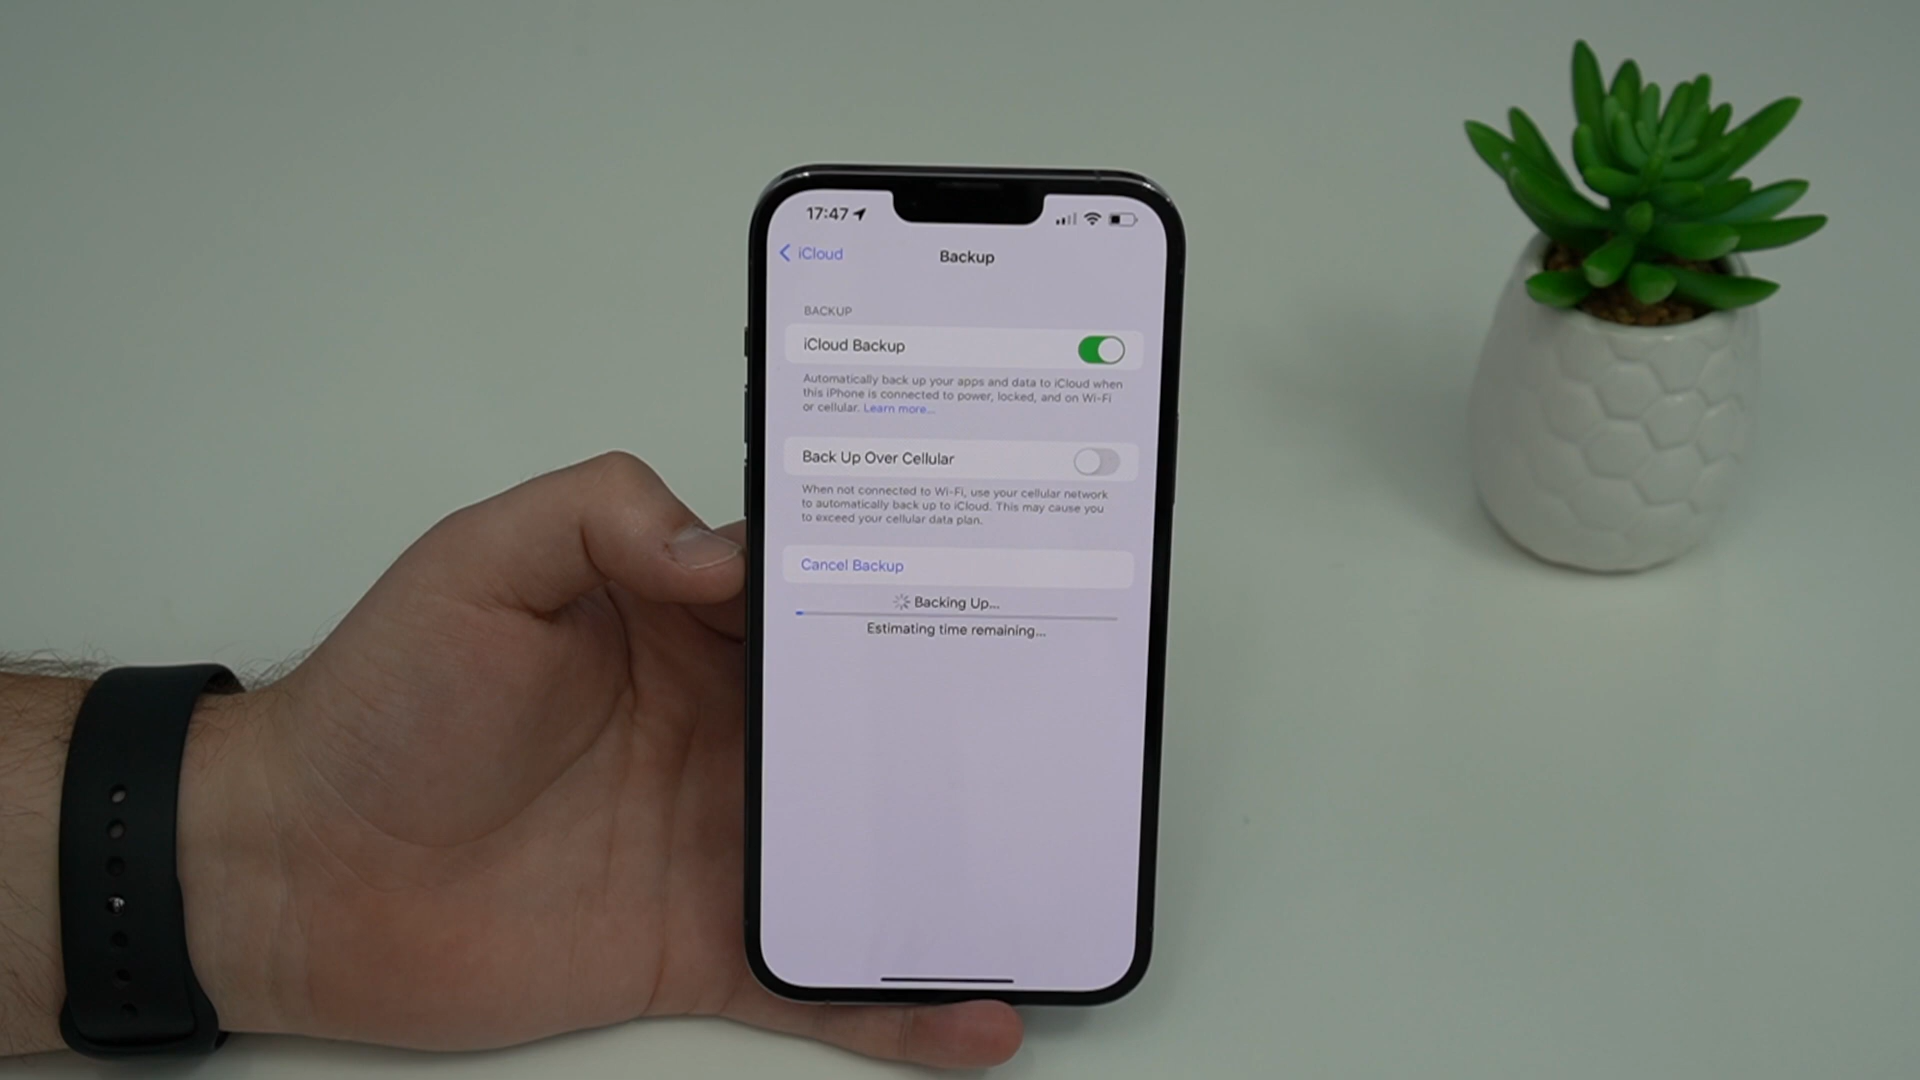 17:47
iCloud
Backup
BACKUP
iCloud Backup
Automatically back up your apps and data to iCloud when
this iPhone is connected to power, locked, and on Wi-Fi
or cellular. Learn more...
Back Up Over Cellular
When not connected to Wi-Fi, use your cellular network
to automatically back up to iCloud. This may cause you
to exceed your cellular data plan.
Cancel Backup
Backing Up...
Estimating time remaining...